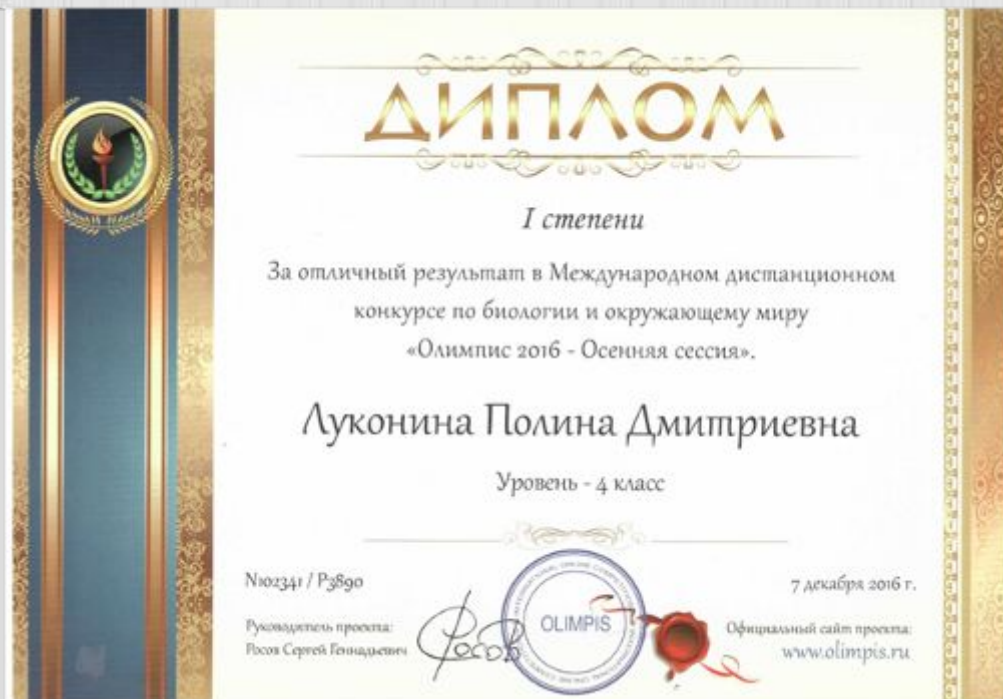 ДИПЛОМ
I степени
За отличный результат в Международном дистанционном
конкурсе по биологии и окружающему миру
«Олимпис 2016 - Осенняя сессия».
Луконина Полина Дмитриевна
Уровень - 4 класс
N102341 / P3890
7 декабря 2016 г.
Руководитель проекта:
Росов Сергей Геннадьевич
Росов
OLIMPIS
Официальный сайт проекта:
www.olimpis.ru